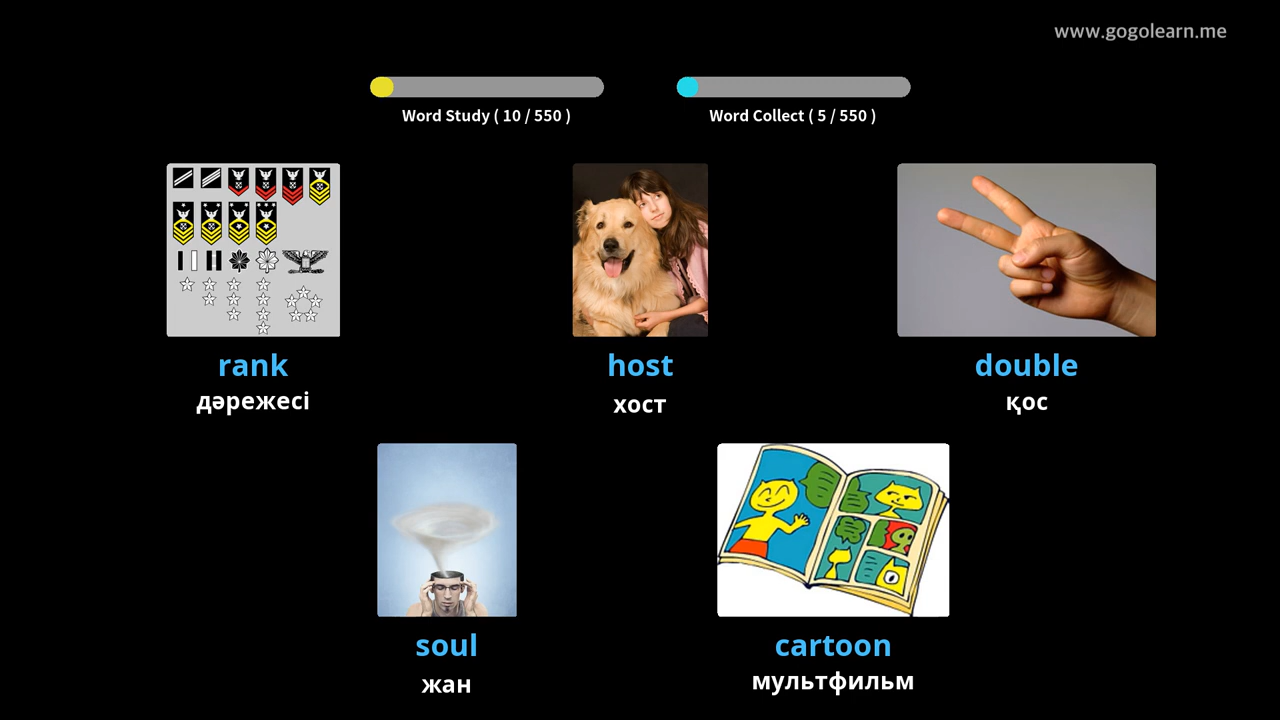 www.gogolearn.me
Word Study ( 10 / 550 )
Word Collect ( 5 / 550 )
rank
host
double
дәрежесі
хост
қос
soul
cartoon
жан
мультфильм